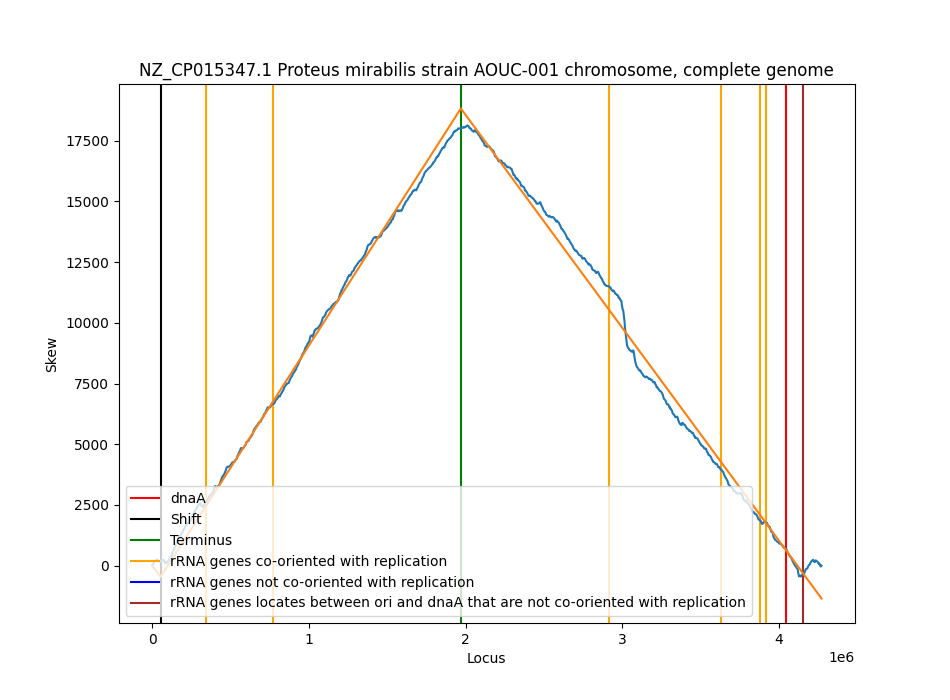 NZ_CP015347.1 Proteus mirabilis strain AOUC-001 chromosome, complete genome
Skew
17500
15000
12500
10000
7500
5000
2500
0
dnaA
Shift
Terminus
rRNA genes co-oriented with replication
rRNA genes not co-oriented with replication
rRNA genes locates between ori and dnaA that are not co-oriented with replication
0 1 2 3 4
1e6
Locus